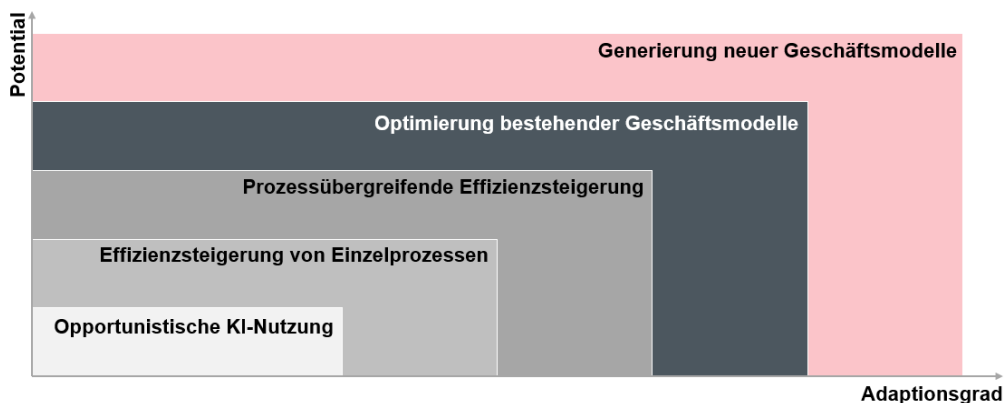 Potential
Generierung neuer Geschäftsmodelle
Optimierung bestehender Geschäftsmodelle
Prozessübergreifende Effizienzsteigerung
Effizienzsteigerung von Einzelprozessen
Opportunistische KI-Nutzung
Adaptionsgrad